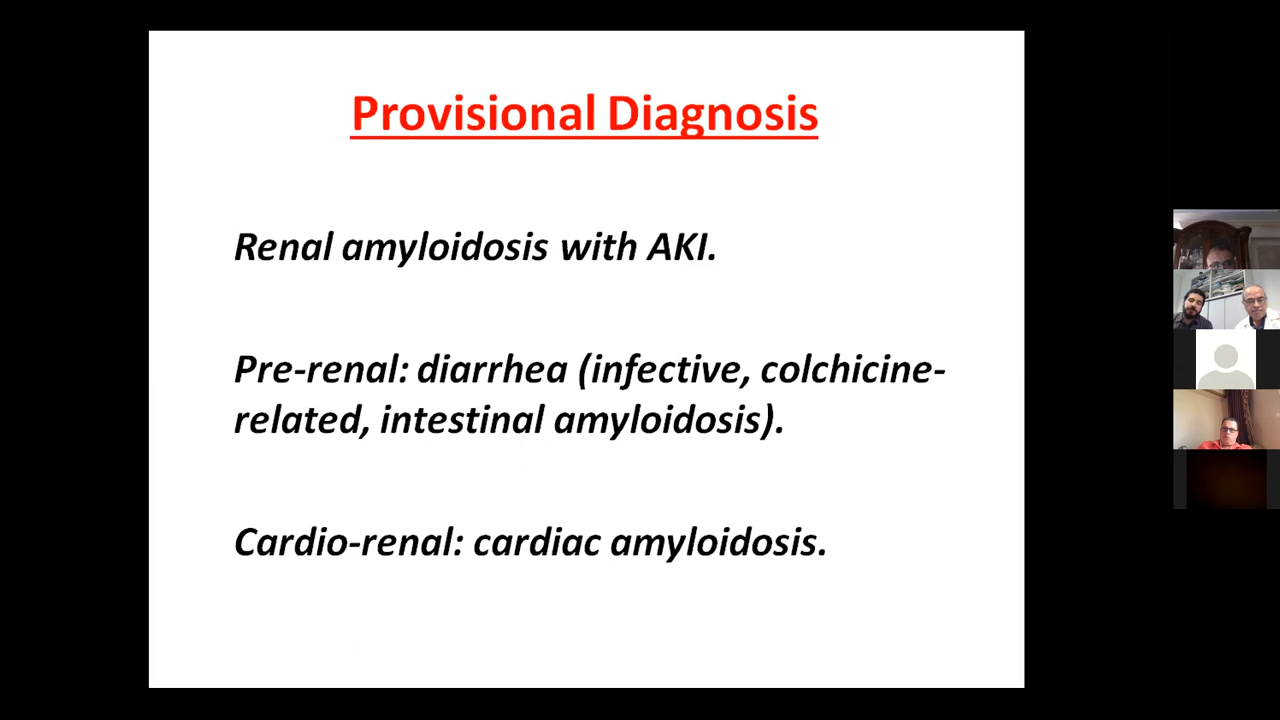 Provisional Diagnosis
Renal amyloidosis with AKI.
Pre-renal: diarrhea (infective, colchicine-
related, intestinal amyloidosis).
Cardio-renal: cardiac amyloidosis.